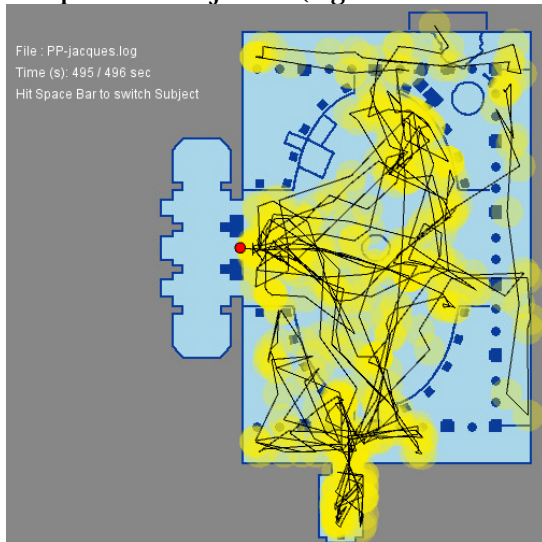 File : PP-jacques.log
Time (s): 495 / 496 sec
Hit Space Bar to switch Subject